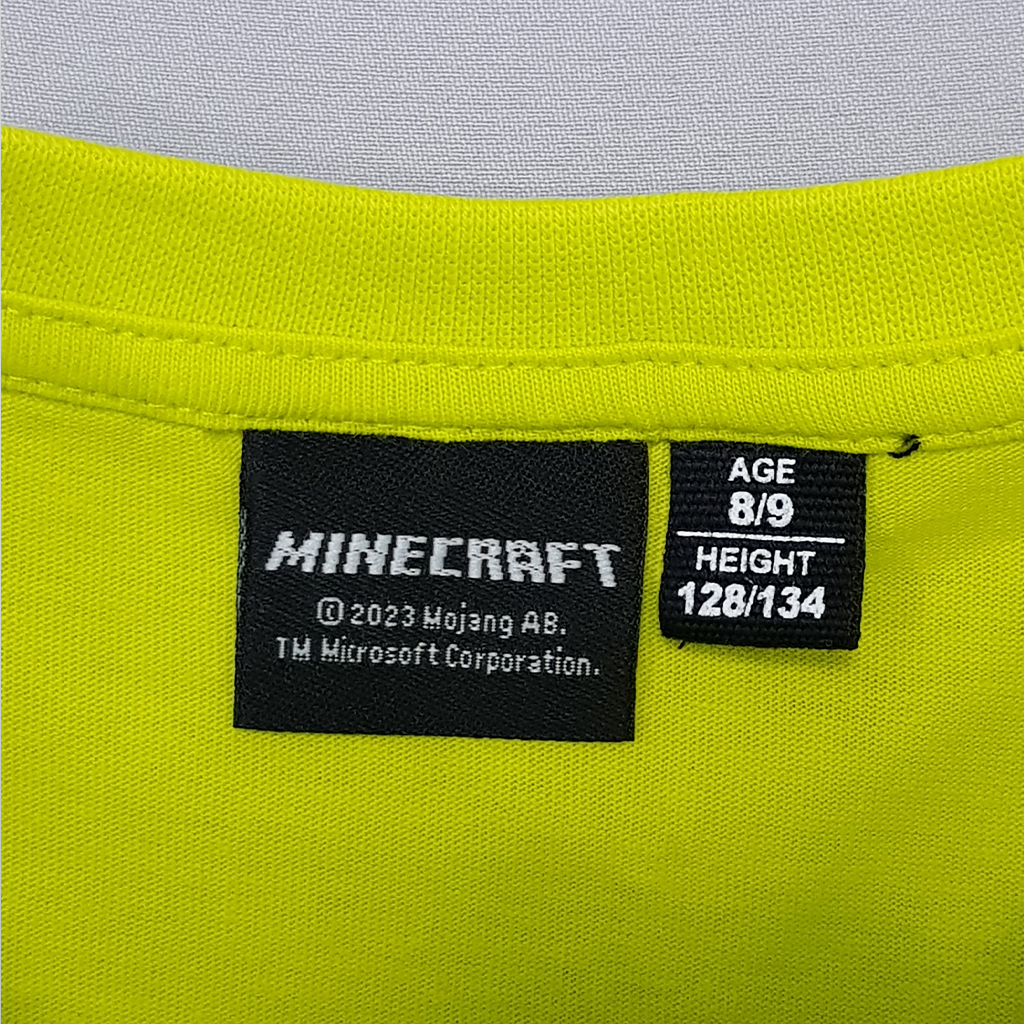 MINECRAFT
© 2023 Mojang AB.
TM Microsoft Corporation.
AGE
8/9
HEIGHT
128/134